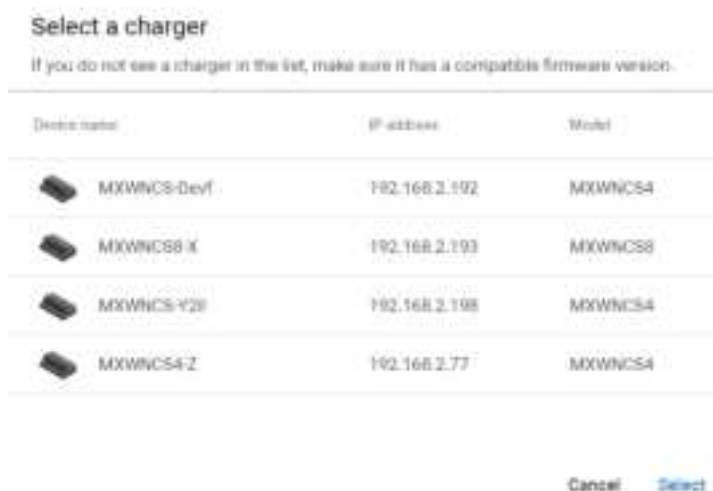 Select a charger
If you do not see a charger in the list, make sure it has a compatible firmware version.
Device name IP address Model
MXWNCS-Devf 192.168.2.192 MXWNCS4
MXWNCS8-X 192.168.2.193 MXWNCS8
192.168.2.198 MXWNCS4
MXWNCS4-Z 192.168.2.77 MXWNCS4
Cancel Select